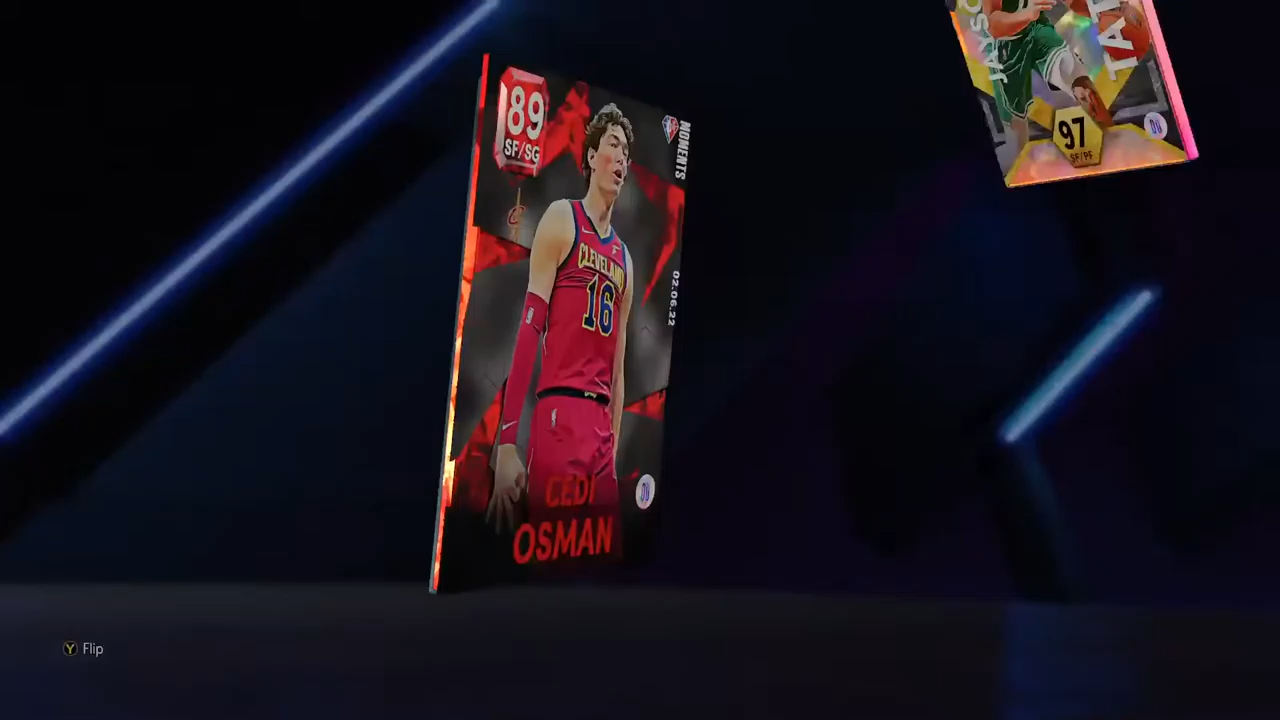 89
SF/SG
MOMENTS
02.06.22
CLEVELAND
16
CEDI
OSMAN
TAT
97
SF/PF
Y Flip